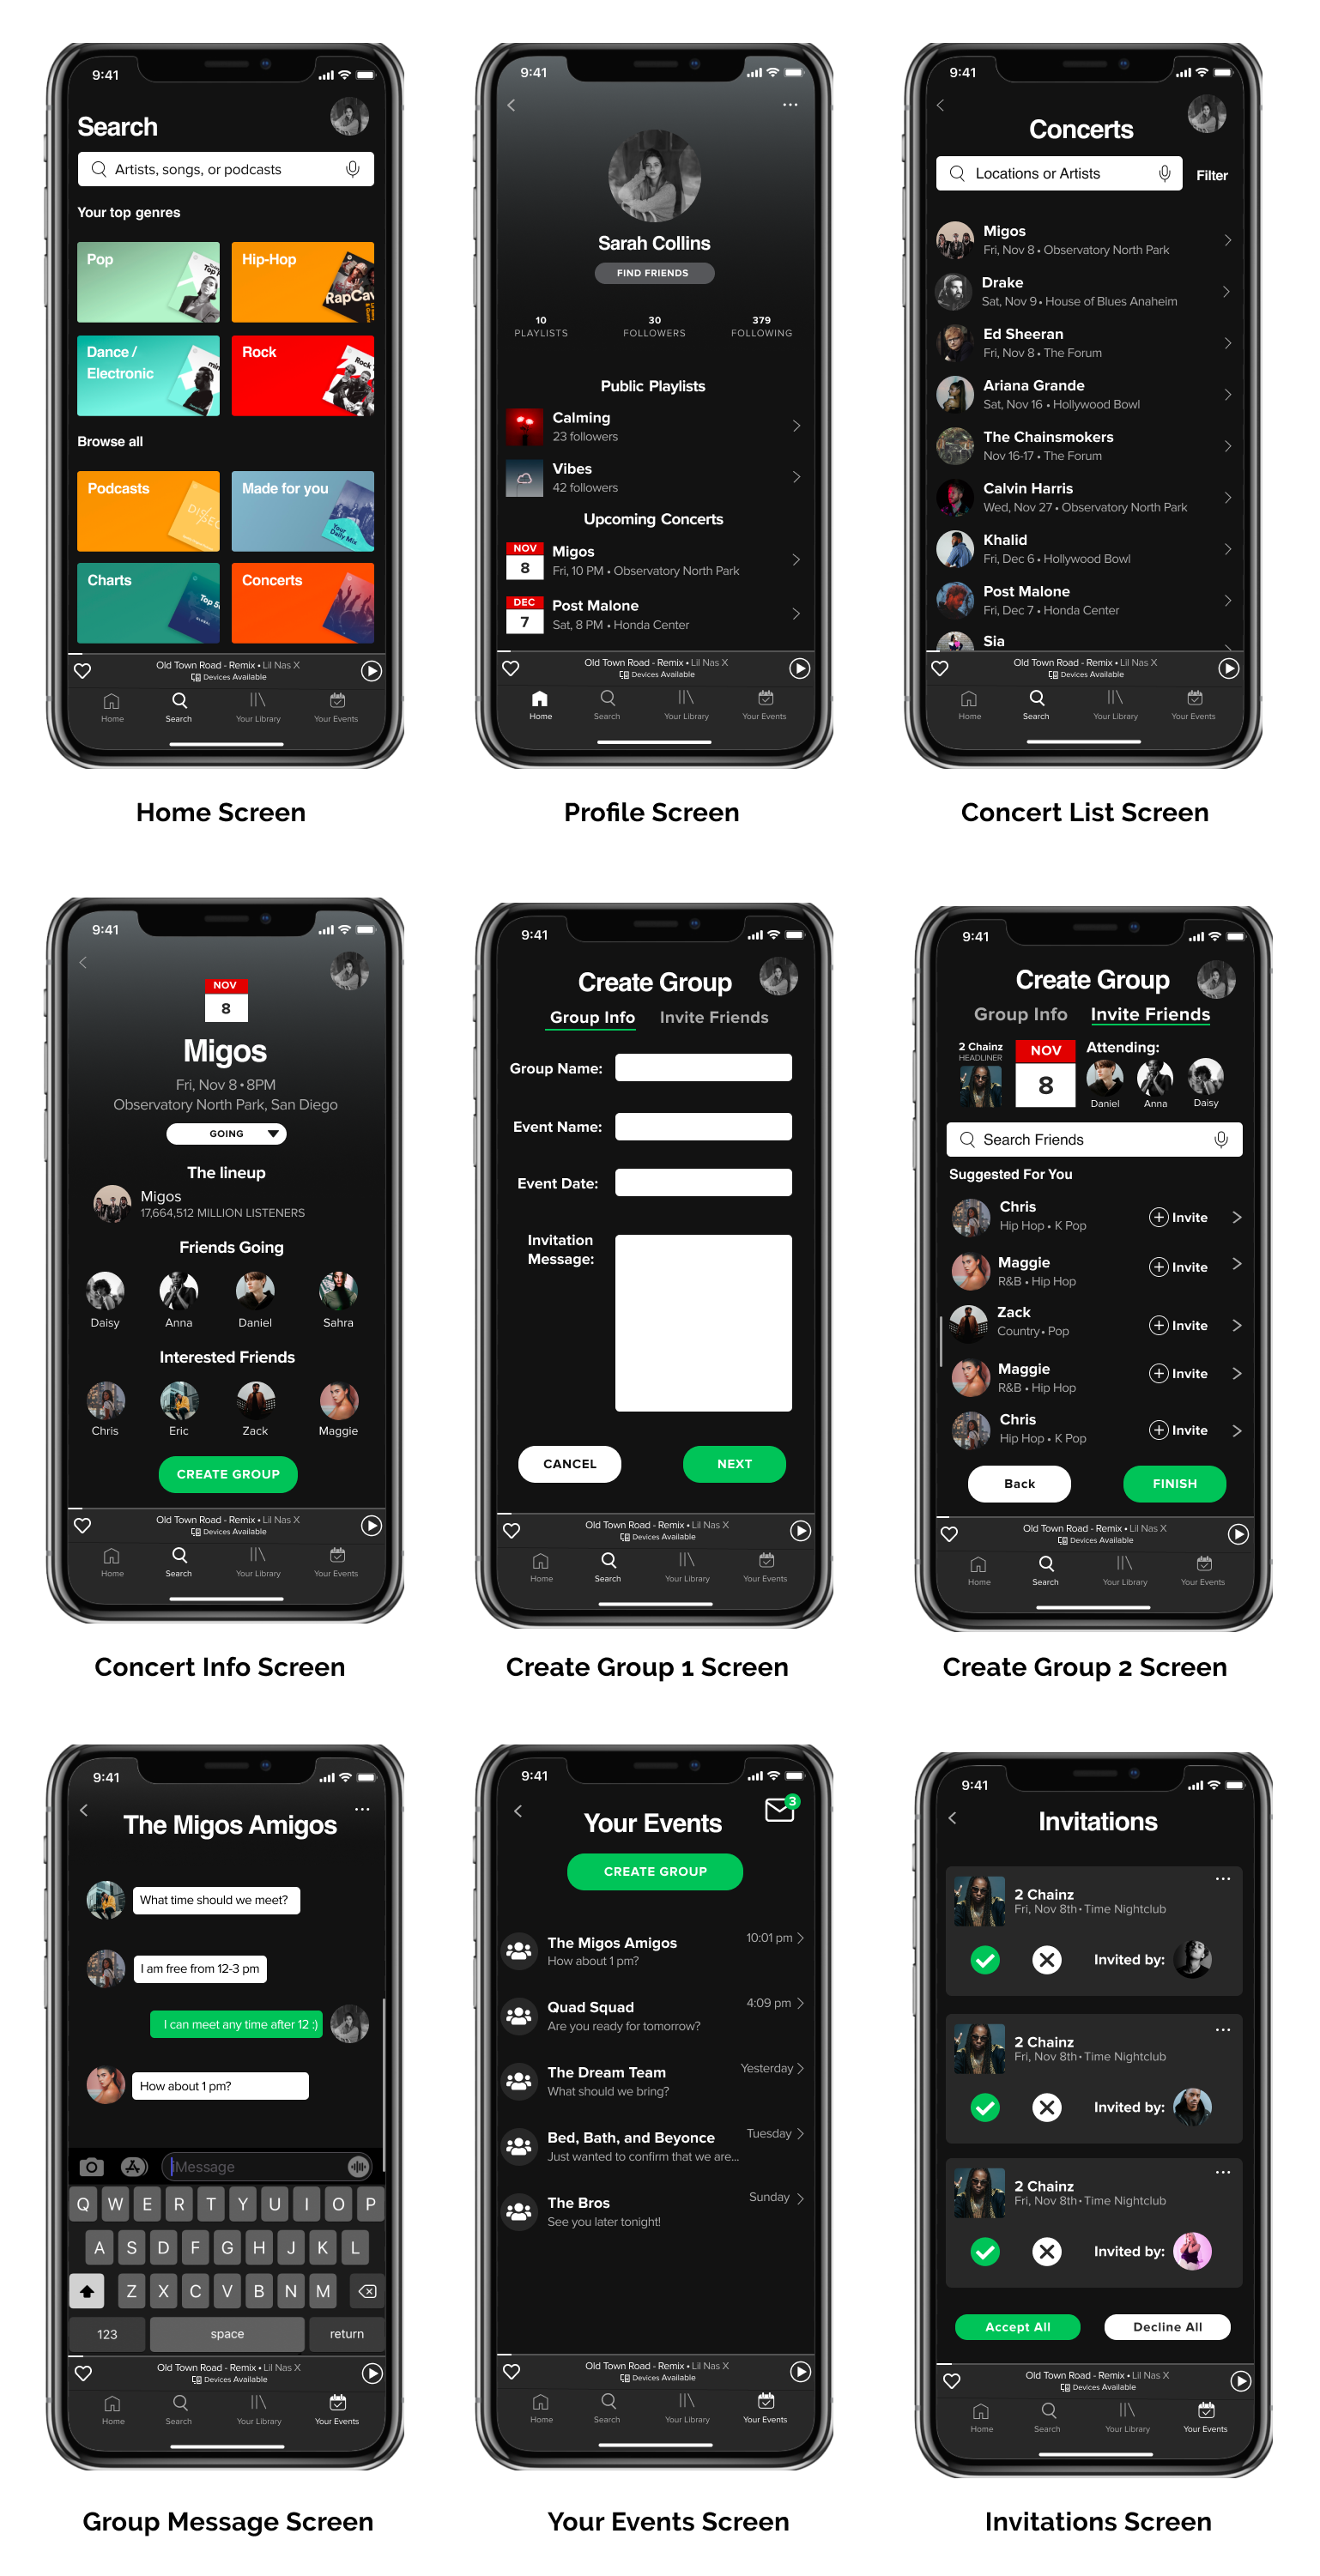 9:41
Search
Artists, songs, or podcasts
Your top genres
Pop
Hip-Hop
RapCav
Dance /
Electronic
Rock
Rock
Browse all
Podcasts
Made for you
Your
Daily Mix
Charts
Top S
Concerts
Old Town Road - Remix • Lil Nas X
Devices Available
Home Search Your Library Your Events
Home Screen
9:41
Sarah Collins
FIND FRIENDS
10 30 379
PLAYLISTS FOLLOWERS FOLLOWING
Public Playlists
Calming
23 followers
Vibes
42 followers
Upcoming Concerts
NOV
8
Migos
Fri, 10 PM • Observatory North Park
DEC
7
Post Malone
Sat, 8 PM • Honda Center
Old Town Road - Remix • Lil Nas X
Devices Available
Home Search Your Library Your Events
Profile Screen
9:41
Concerts
Locations or Artists
Filter
Migos
Fri, Nov 8 • Observatory North Park
Drake
Sat, Nov 9 • House of Blues Anaheim
Ed Sheeran
Fri, Nov 8 • The Forum
Ariana Grande
Sat, Nov 16 • Hollywood Bowl
The Chainsmokers
Nov 16-17 • The Forum
Calvin Harris
Wed, Nov 27 • Observatory North Park
Khalid
Fri, Dec 6 • Hollywood Bowl
Post Malone
Fri, Dec 7 • Honda Center
Sia
Old Town Road - Remix • Lil Nas X
Devices Available
Home Search Your Library Your Events
Concert List Screen
9:41
NOV
8
Migos
Fri, Nov 8 • 8PM
Observatory North Park, San Diego
GOING
The lineup
Migos
17,664,512 MILLION LISTENERS
Friends Going
Daisy Anna Daniel Sahra
Interested Friends
Chris Eric Zack Maggie
CREATE GROUP
Old Town Road - Remix • Lil Nas X
Devices Available
Home Search Your Library Your Events
Concert Info Screen
9:41
Create Group
Group Info Invite Friends
Group Name:
Event Name:
Event Date:
Invitation
Message:
CANCEL NEXT
Old Town Road - Remix • Lil Nas X
Devices Available
Home Search Your Library Your Events
Create Group 1 Screen
9:41
Create Group
Group Info Invite Friends
2 Chainz
HEADLINER
NOV
8
Attending:
Daniel Anna Daisy
Search Friends
Suggested For You
Chris
Hip Hop • K Pop
Invite
Maggie
R&B • Hip Hop
Invite
Zack
Country • Pop
Invite
Maggie
R&B • Hip Hop
Invite
Chris
Hip Hop • K Pop
Invite
Back FINISH
Old Town Road - Remix • Lil Nas X
Devices Available
Home Search Your Library Your Events
Create Group 2 Screen
9:41
The Migos Amigos
What time should we meet?
I am free from 12-3 pm
I can meet any time after 12 :)
How about 1 pm?
iMessage
Q W E R T Y U I O P
A S D F G H J K L
Z X C V B N M
123 space return
Old Town Road - Remix • Lil Nas X
Devices Available
Home Search Your Library Your Events
Group Message Screen
9:41
Your Events
3
CREATE GROUP
The Migos Amigos
10:01 pm
How about 1 pm?
Quad Squad
4:09 pm
Are you ready for tomorrow?
The Dream Team
Yesterday
What should we bring?
Bed, Bath, and Beyonce
Tuesday
Just wanted to confirm that we are...
The Bros
Sunday
See you later tonight!
Old Town Road - Remix • Lil Nas X
Devices Available
Home Search Your Library Your Events
Your Events Screen
9:41
Invitations
2 Chainz
Fri, Nov 8th • Time Nightclub
Invited by:
2 Chainz
Fri, Nov 8th • Time Nightclub
Invited by:
2 Chainz
Fri, Nov 8th • Time Nightclub
Invited by:
Accept All Decline All
Old Town Road - Remix • Lil Nas X
Devices Available
Home Search Your Library Your Events
Invitations Screen